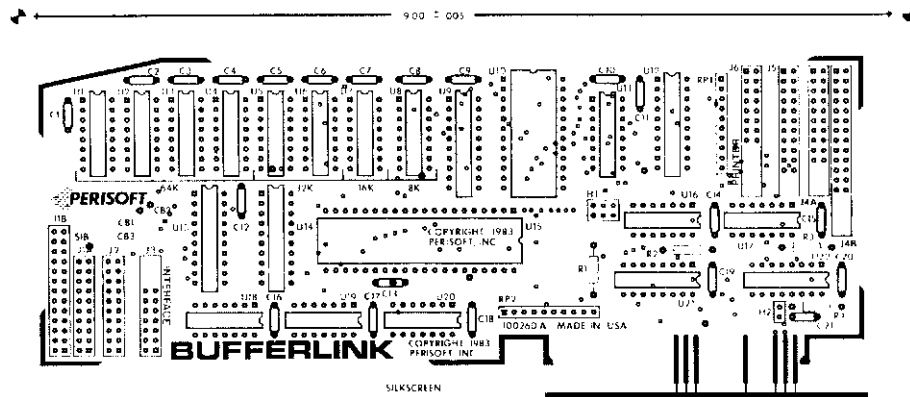 9.00 ± .005
C2 C3 C4 C5 C6 C7 C8 C9 U10 C10 U12 RP1 J6 J5
U1 U2 U3 U4 U5 U6 U7 U8 U9 U11
C1 C11
PRINTER
64K 32K 16K 8K
PERISOFT
H1 U16 C14 J4A
J1B CB1 CB2 U13 C12 U14 COPYRIGHT 1983 U15 C15
PERISOFT, INC
S1B CB3 R2 U17 R3 J4B
J2 J3 R1 C20
INTERFACE C13 C19
U18 C16 U19 C17 U20 RP2 U21
C18 100260 A MADE IN USA H2 C21
BUFFERLINK COPYRIGHT 1983
PERISOFT INC
SILKSCREEN